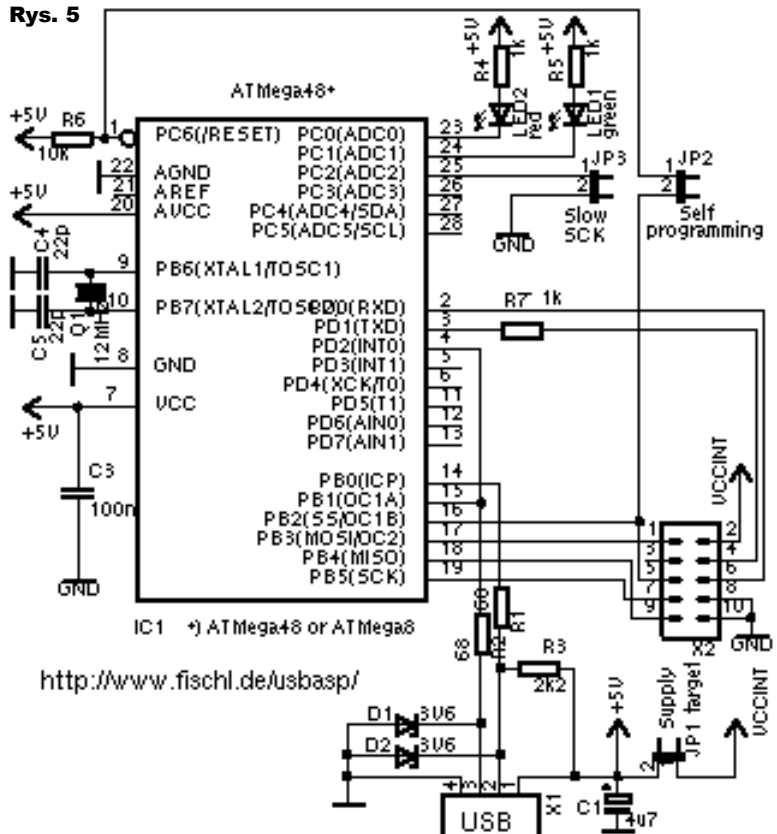 Rys. 5
ATMega48+
+5V
R6
10k
1
PC6(/RESET)
22
AGND
21
AREF
20
AVCC
+5V
C4
22p
9
PB6(XTAL1/TOSC1)
10
PB7(XTAL2/TOSC2)
C5
22p
Q1
12MHz
8
GND
7
VCC
+5V
C3
100n
GND
PC0(ADC0)
23
PC1(ADC1)
24
PC2(ADC2)
25
PC3(ADC3)
26
PC4(ADC4/SDA)
27
PC5(ADC5/SCL)
28
PD0(RXD)
2
PD1(TXD)
3
PD2(INT0)
4
PD3(INT1)
5
PD4(XCK/T0)
6
PD5(T1)
11
PD6(AIN0)
12
PD7(AIN1)
13
PB0(ICP)
14
PB1(OC1A)
15
PB2(SS/OC1B)
16
PB3(MOSI/OC2)
17
PB4(MISO)
18
PB5(SCK)
19
+5V
R4
1k
LED2
red
+5V
R5
1k
LED1
green
JP3
1
2
Slow
SCK
GND
JP2
1
2
Self
programming
R7
1k
VCCINT
1
2
3
4
5
6
7
8
9
10
X2
GND
IC1 +) ATMega48 or ATMega8
http://www.fischl.de/usbasp/
68
R2
R1
R3
2k2
D1
3V6
D2
3V6
4
3
2
1
USB
X1
+5V
C1
4u7
Supply
JP1 target
2
VCCINT